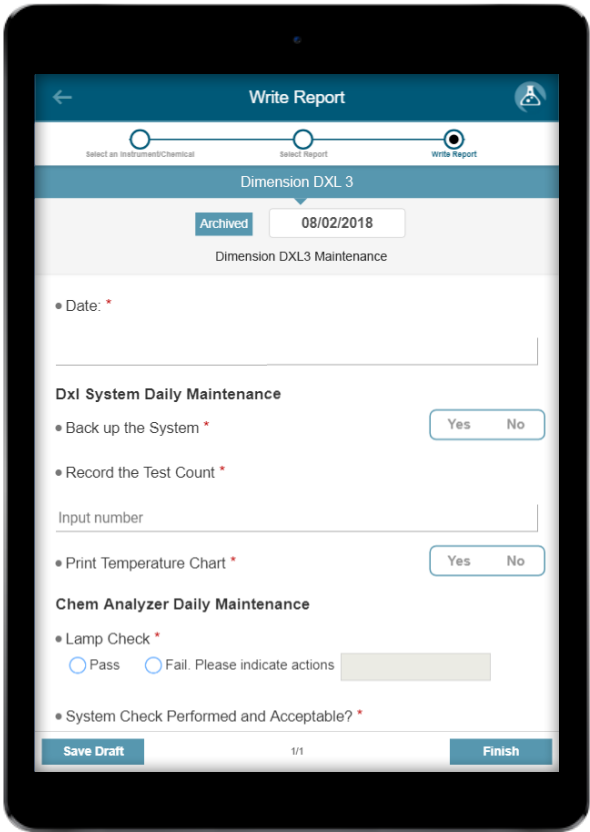 Write Report
Select an Instrument/Chemical Select Report Write Report
Dimension DXL 3
Archived 08/02/2018
Dimension DXL3 Maintenance
• Date: *
Dxl System Daily Maintenance
• Back up the System * Yes No
• Record the Test Count *
Input number
• Print Temperature Chart * Yes No
Chem Analyzer Daily Maintenance
• Lamp Check *
Pass Fail. Please indicate actions
• System Check Performed and Acceptable? *
Save Draft 1/1 Finish